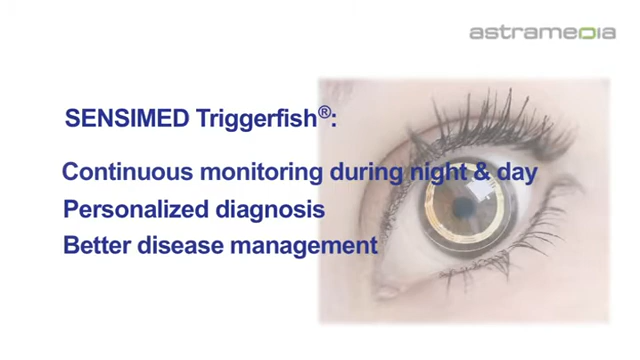 astramedia
SENSIMED Triggerfish®:
Continuous monitoring during night & day
Personalized diagnosis
Better disease management